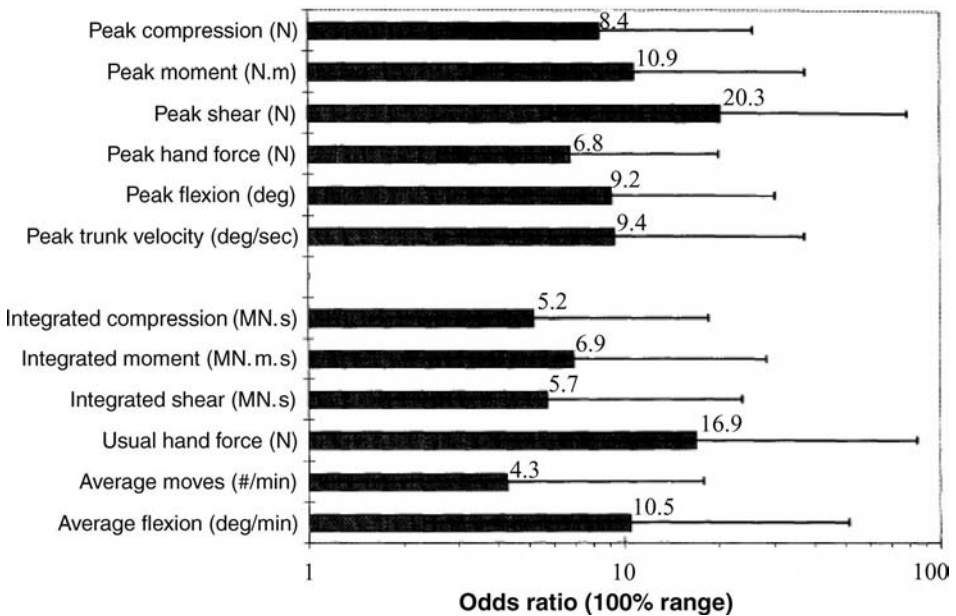 Peak compression (N) 8.4
Peak moment (N.m) 10.9
Peak shear (N) 20.3
Peak hand force (N) 6.8
Peak flexion (deg) 9.2
Peak trunk velocity (deg/sec) 9.4
Integrated compression (MN.s) 5.2
Integrated moment (MN.m.s) 6.9
Integrated shear (MN.s) 5.7
Usual hand force (N) 16.9
Average moves (#/min) 4.3
Average flexion (deg/min) 10.5
1 10 100
Odds ratio (100% range)